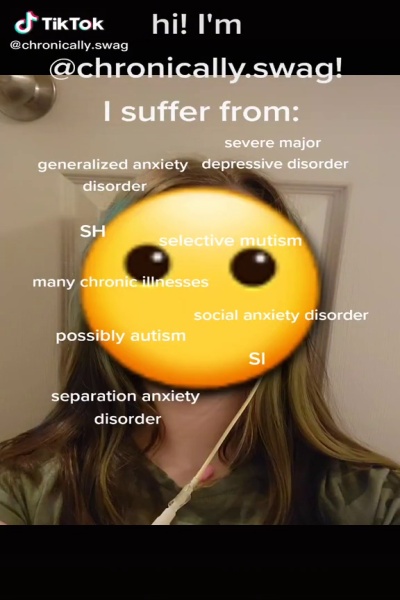 TikTok
@chronically.swag
hi! I'm
@chronically.swag!
I suffer from:
severe major
depressive disorder
generalized anxiety
disorder
SH
selective mutism
many chronic illnesses
social anxiety disorder
possibly autism
SI
separation anxiety
disorder